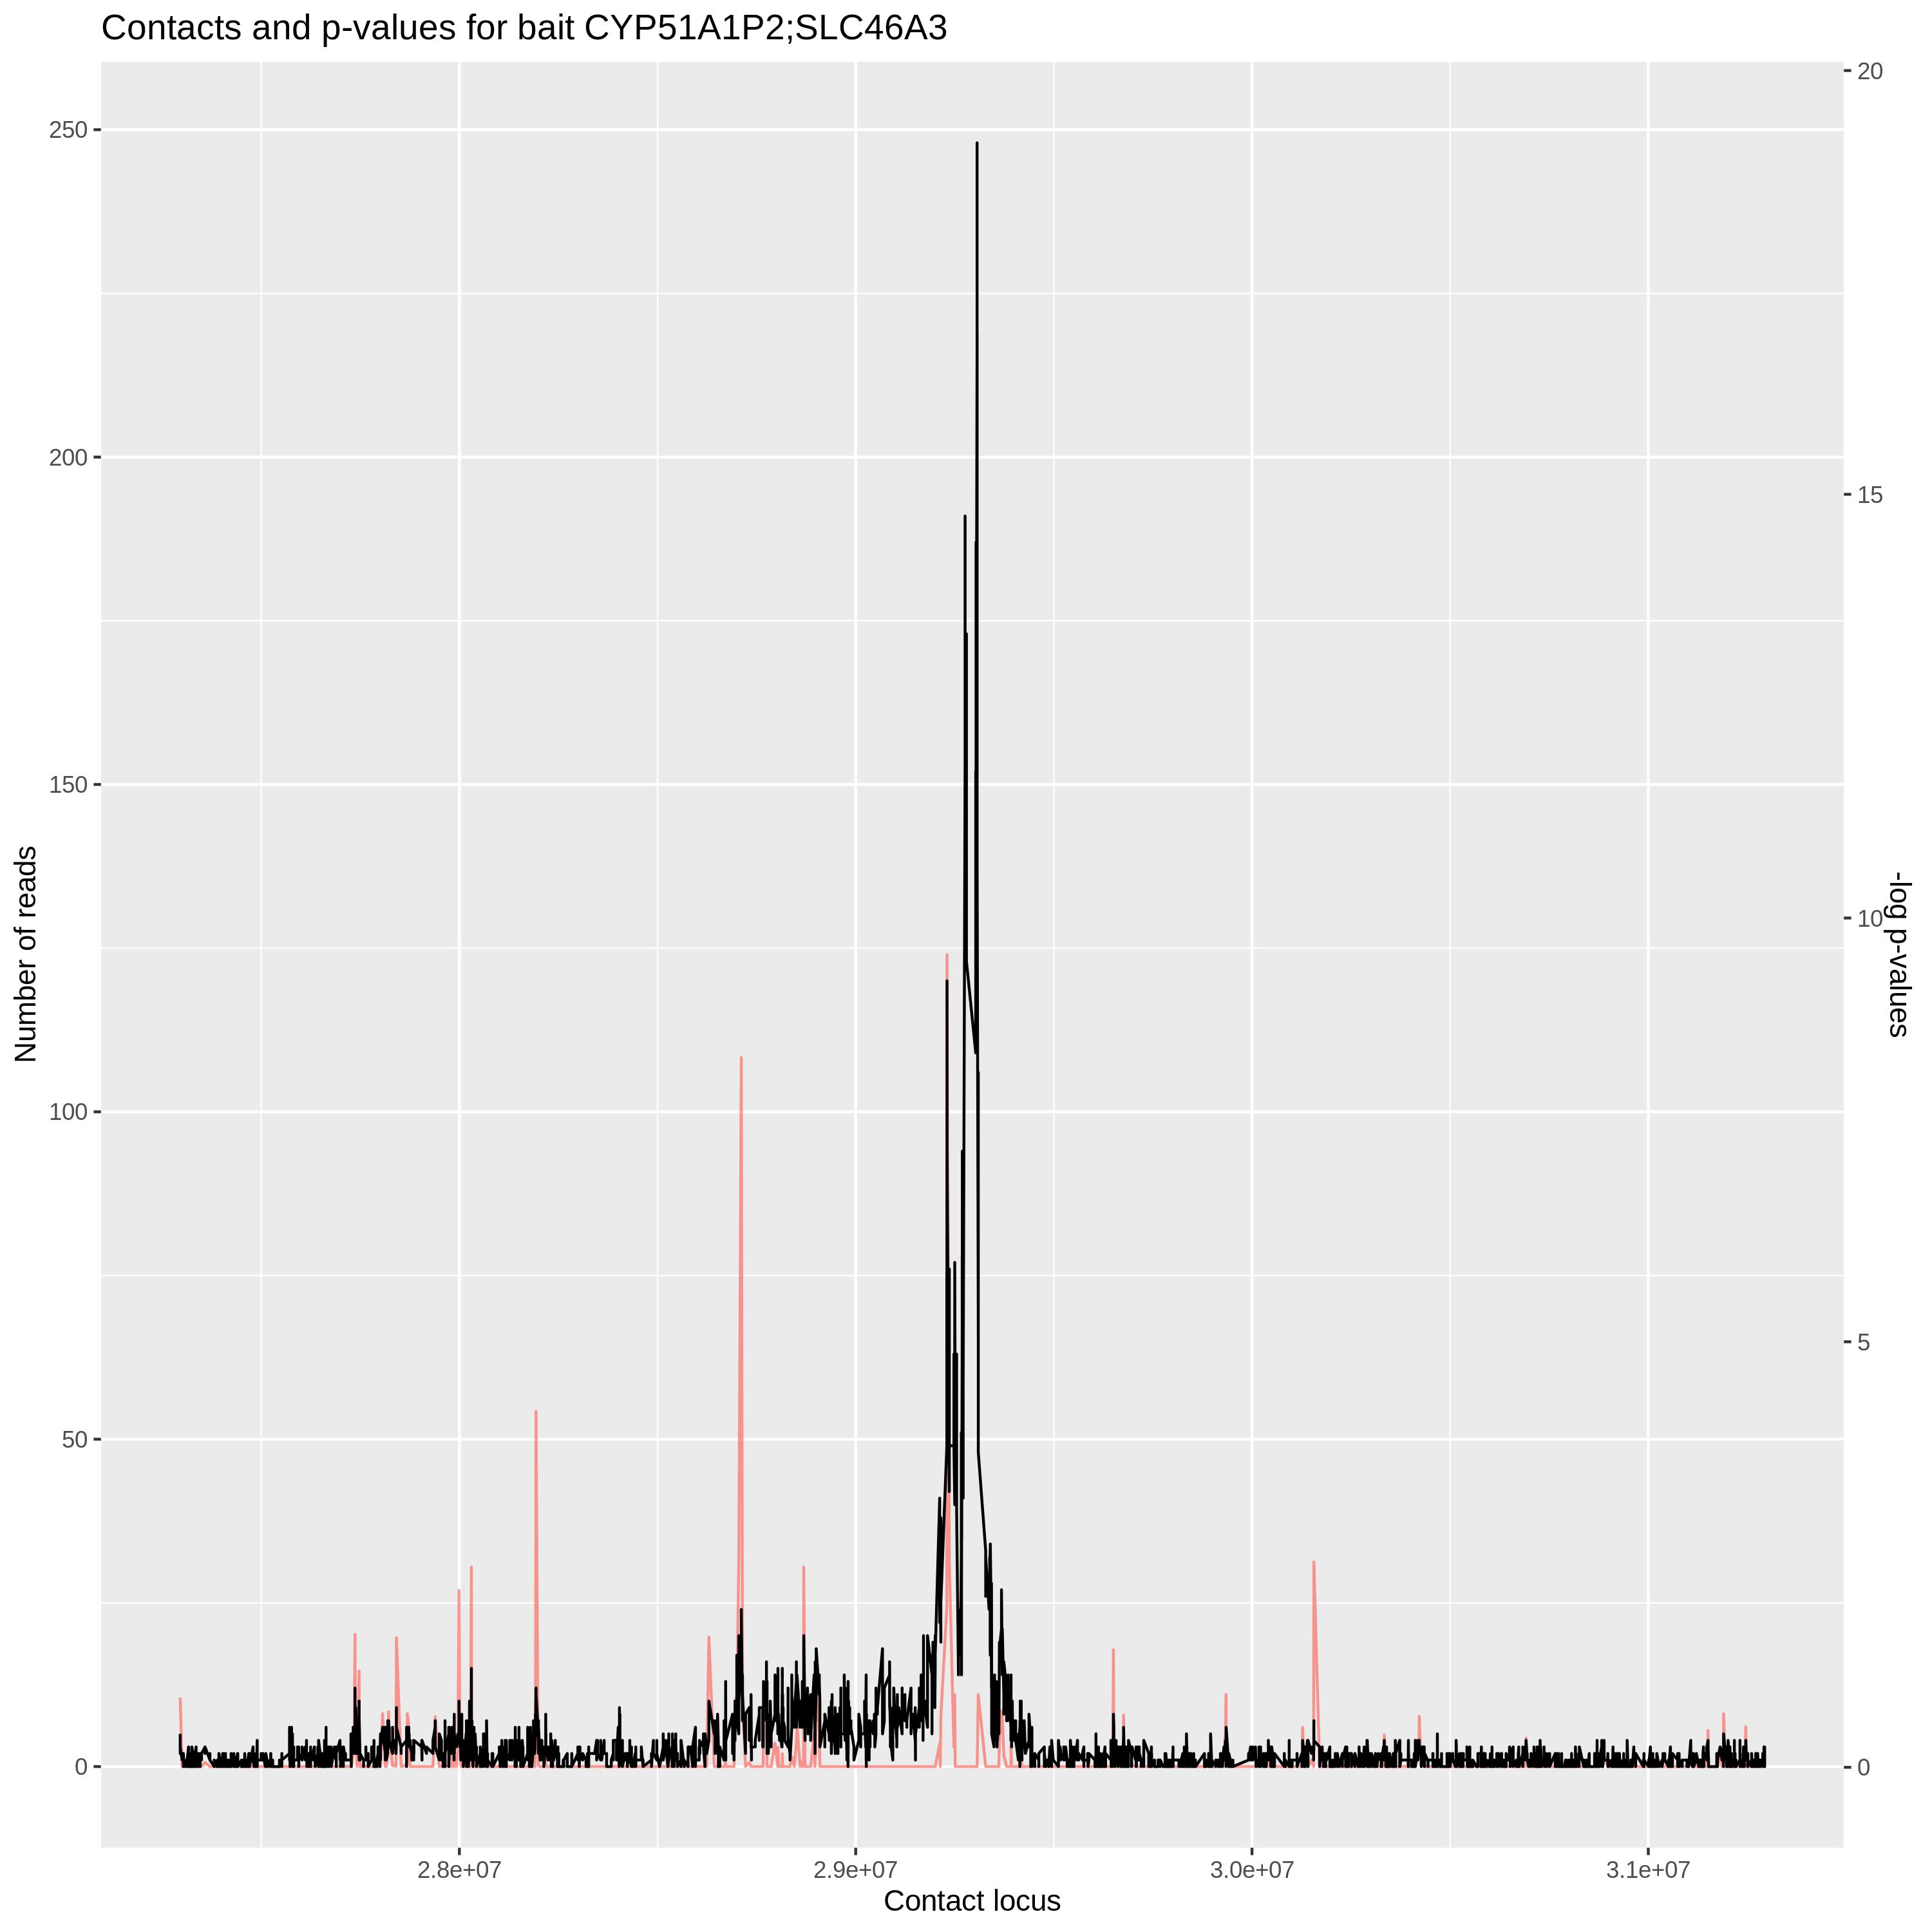 Contacts and p-values for bait CYP51A1P2;SLC46A3
250
200
150
100
50
0
Number of reads
20
15
10
5
0
-log p-values
2.8e+07
2.9e+07
3.0e+07
3.1e+07
Contact locus